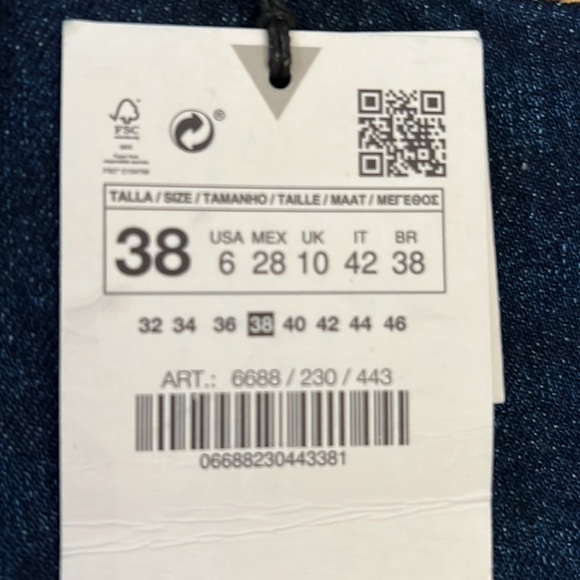 FSC
®
TALLA / SIZE / TAMANHO / TAILLE / MAAT / ΜΕΓΕΘΟΣ
38 USA MEX UK IT BR
6 28 10 42 38
32 34 36 38 40 42 44 46
ART.: 6688 / 230 / 443
06688230443381